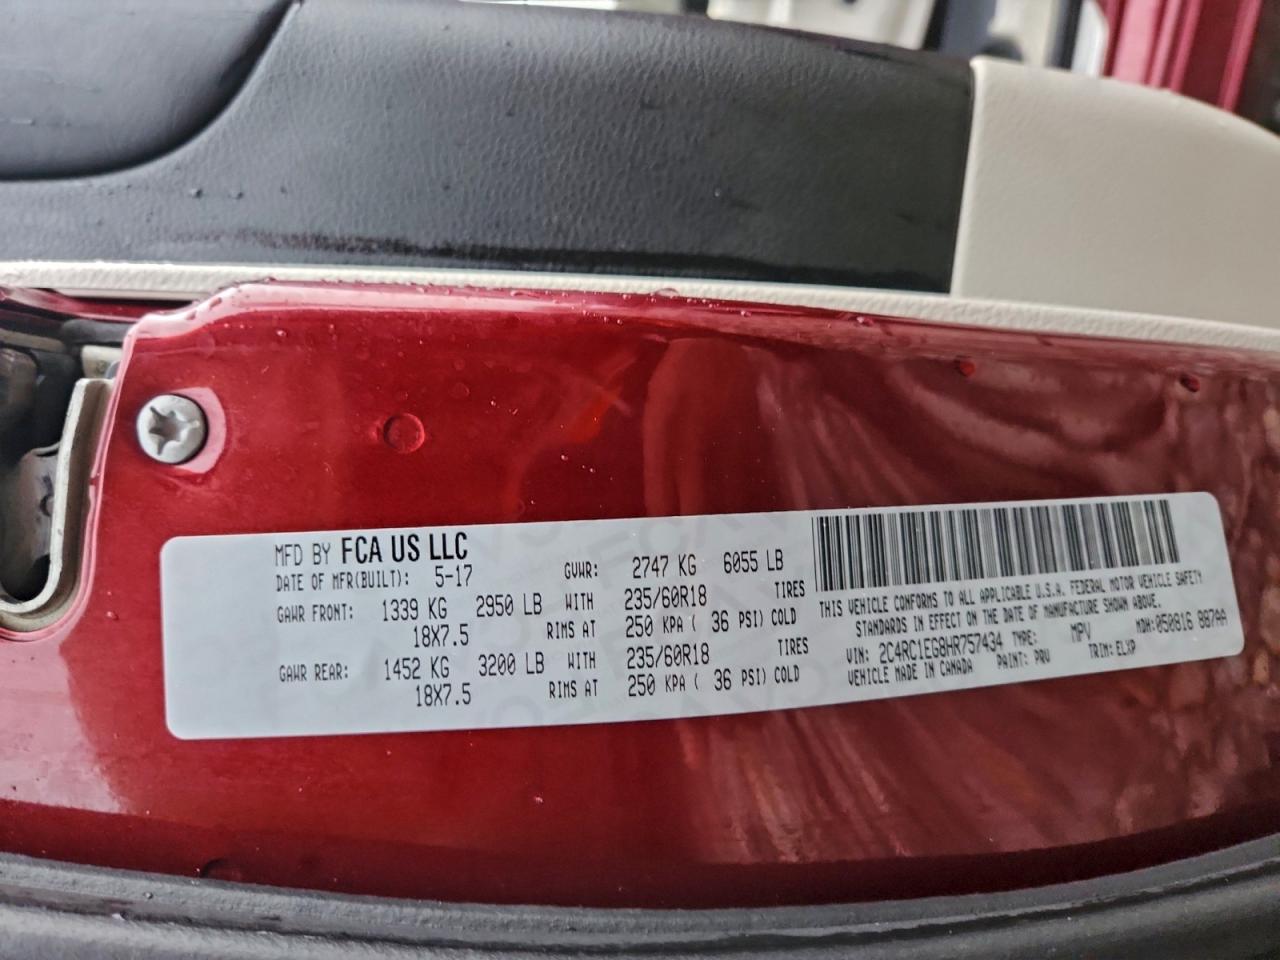 MFD BY FCA US LLC
DATE OF MFR(BUILT): 5-17 GVWR: 2747 KG 6055 LB
GAWR FRONT: 1339 KG 2950 LB WITH 235/60R18 TIRES
18X7.5 RIMS AT 250 KPA ( 36 PSI) COLD
GAWR REAR: 1452 KG 3200 LB WITH 235/60R18 TIRES
18X7.5 RIMS AT 250 KPA ( 36 PSI) COLD
THIS VEHICLE CONFORMS TO ALL APPLICABLE U.S.A. FEDERAL MOTOR VEHICLE SAFETY
STANDARDS IN EFFECT ON THE DATE OF MANUFACTURE SHOWN ABOVE.
VIN: 2C4RC1EG8HR757434 TYPE: MPV MDH:050816 887AA
VEHICLE MADE IN CANADA PAINT: PRV TRIM: ELXP